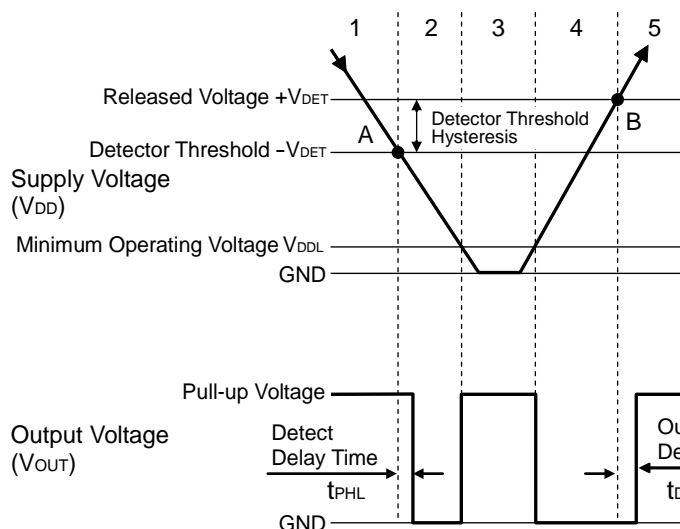 1 2 3 4 5
Released Voltage +VDET
A
Detector Threshold
Hysteresis
B
Detector Threshold –VDET
Supply Voltage
(VDD)
Minimum Operating Voltage VDDL
GND
Pull-up Voltage
Output Voltage
(VOUT)
Detect
Delay Time
tPHL
GND